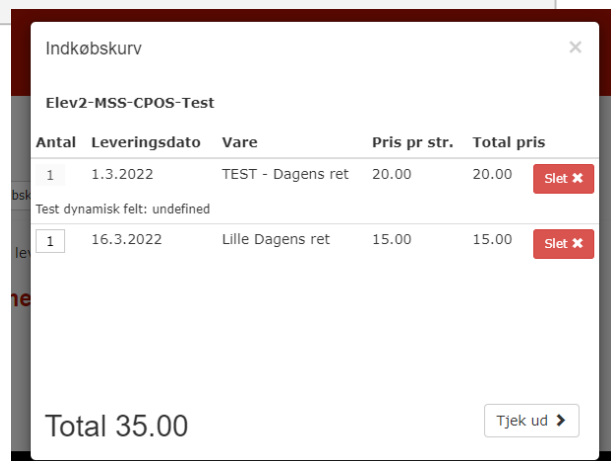 Indkøbskurv ×
Elev2-MSS-CPOS-Test
Antal Leveringsdato Vare Pris pr str. Total pris
1 1.3.2022 TEST - Dagens ret 20.00 20.00 Slet ✖
Test dynamisk felt: undefined
1 16.3.2022 Lille Dagens ret 15.00 15.00 Slet ✖
Total 35.00 Tjek ud ❯